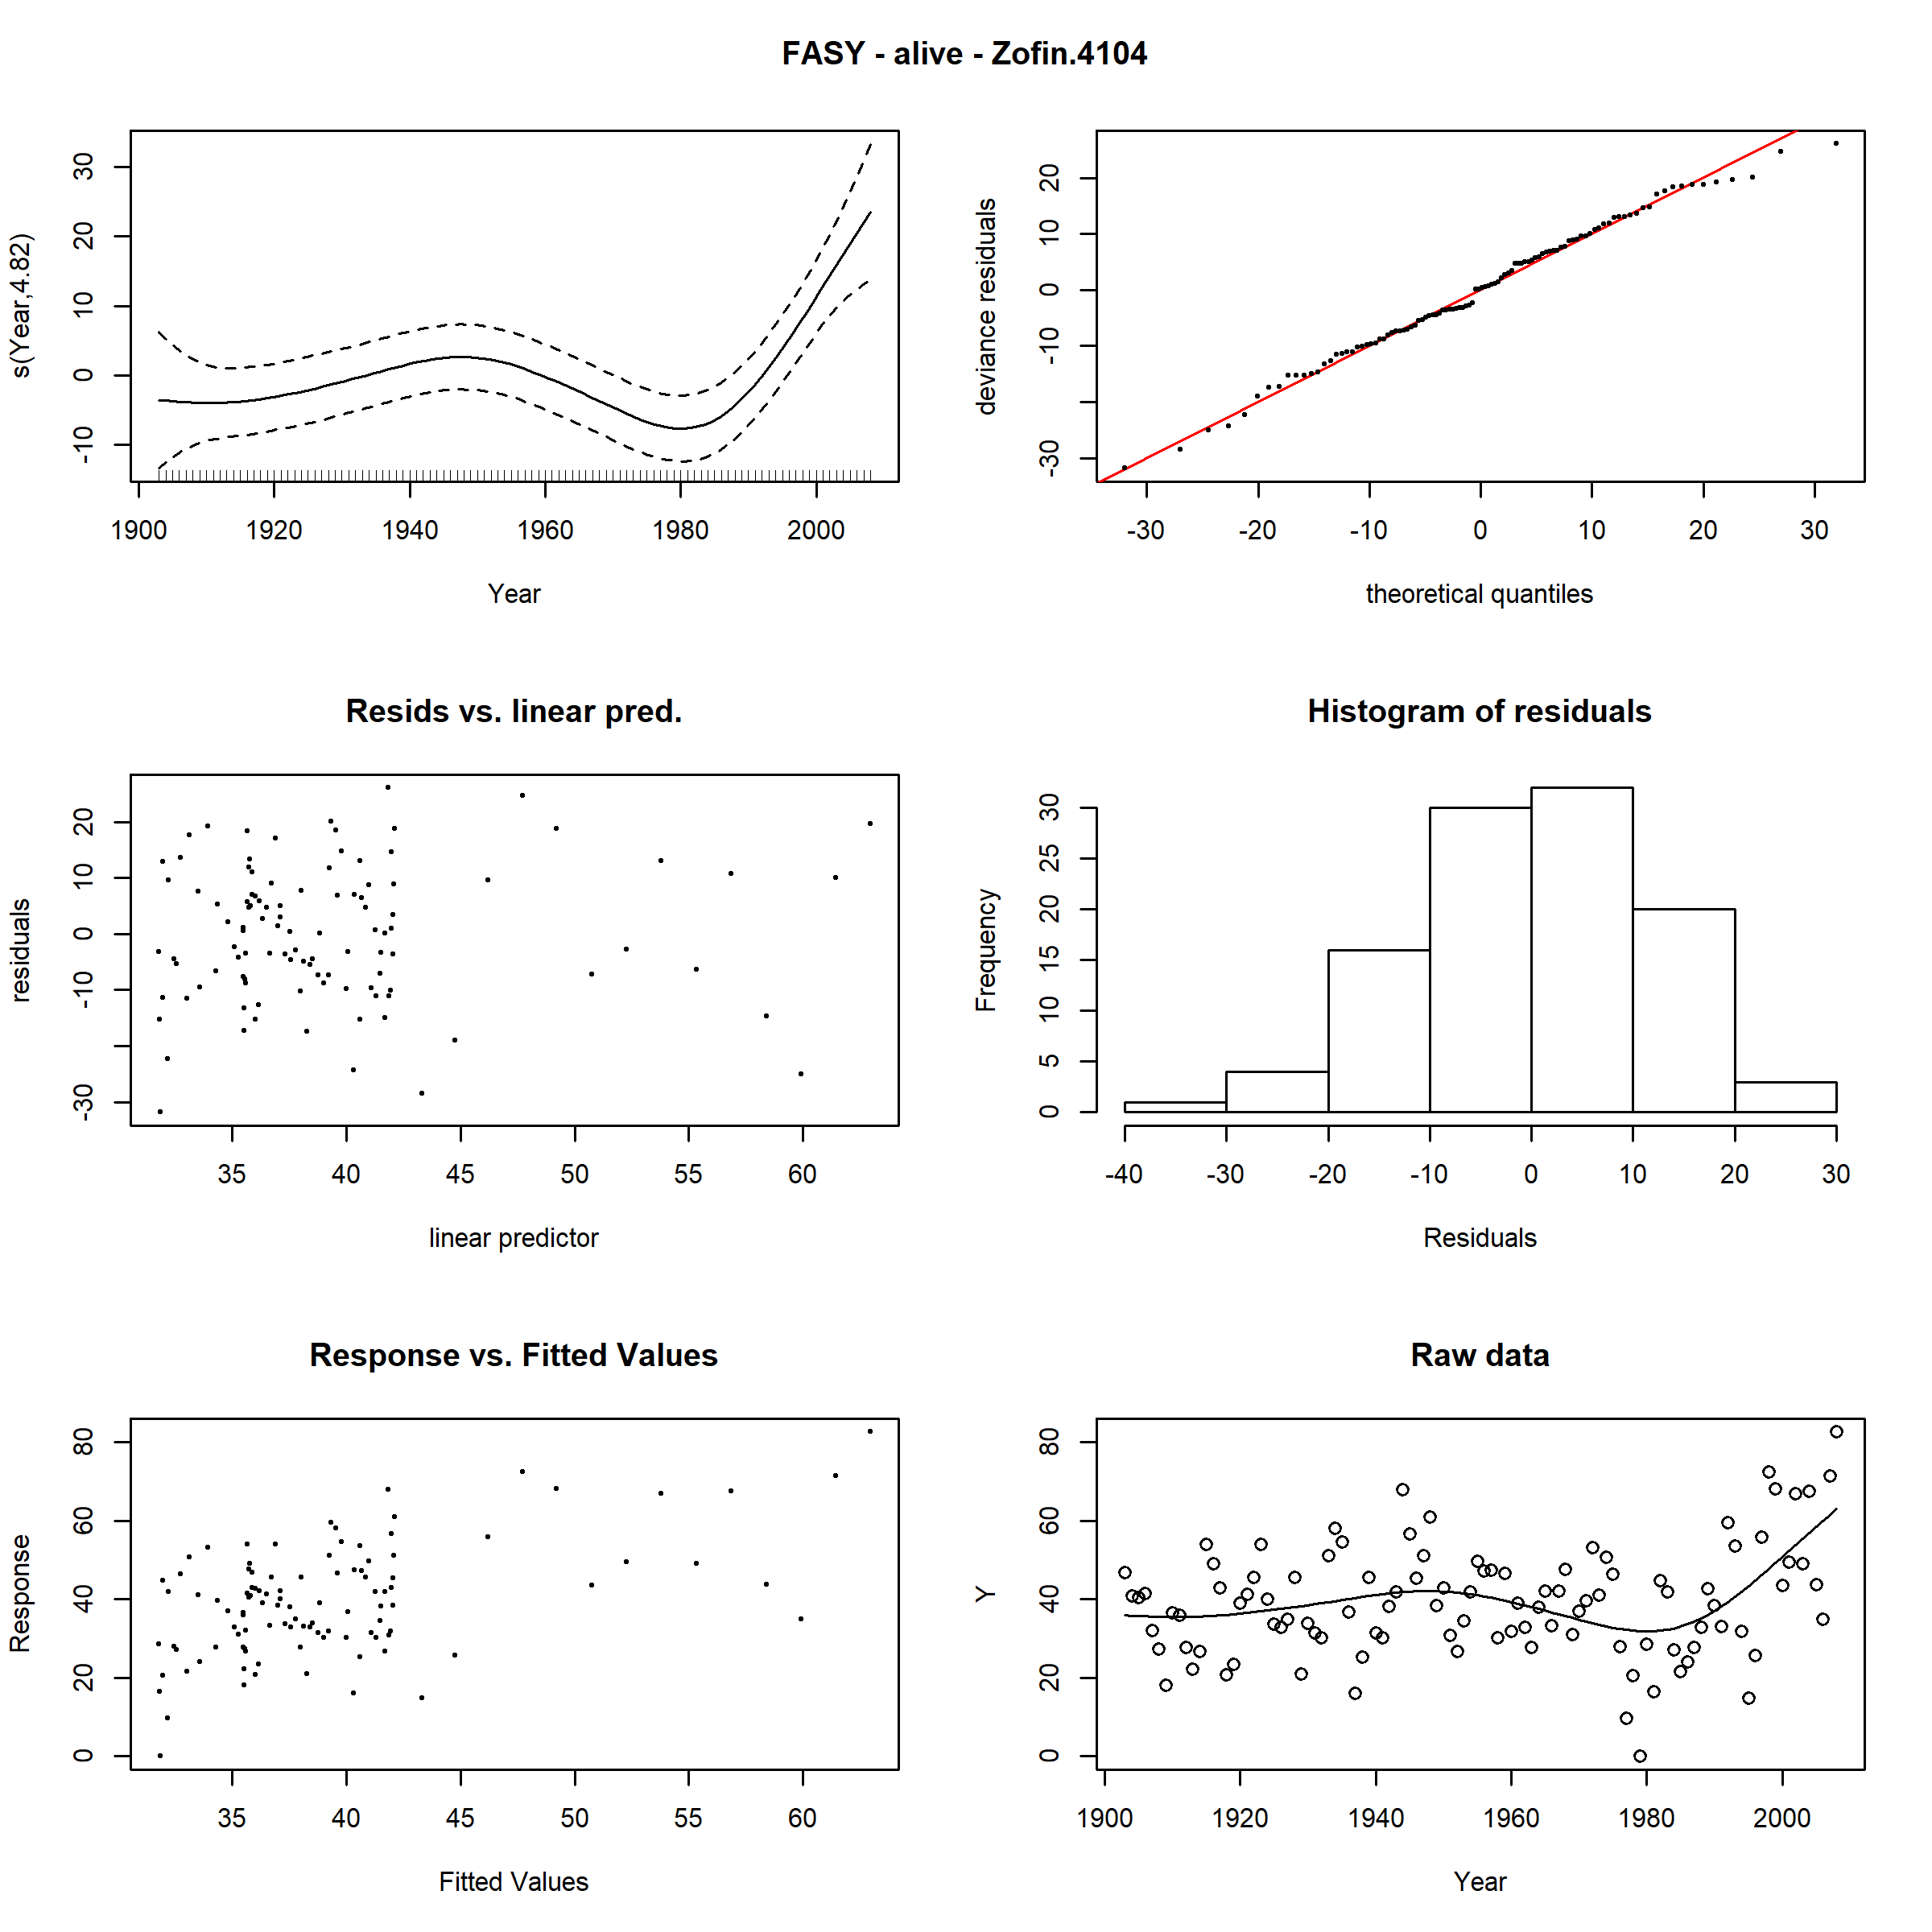 FASY - alive - Zofin.4104
s(Year,4.82)
30
20
10
0
-10
1900 1920 1940 1960 1980 2000
Year
deviance residuals
20
10
0
-10
-30
-30 -20 -10 0 10 20 30
theoretical quantiles
Resids vs. linear pred.
residuals
20
10
0
-10
-30
35 40 45 50 55 60
linear predictor
Histogram of residuals
Frequency
30
25
20
15
10
5
0
-40 -30 -20 -10 0 10 20 30
Residuals
Response vs. Fitted Values
Response
80
60
40
20
0
35 40 45 50 55 60
Fitted Values
Raw data
Y
80
60
40
20
0
1900 1920 1940 1960 1980 2000
Year